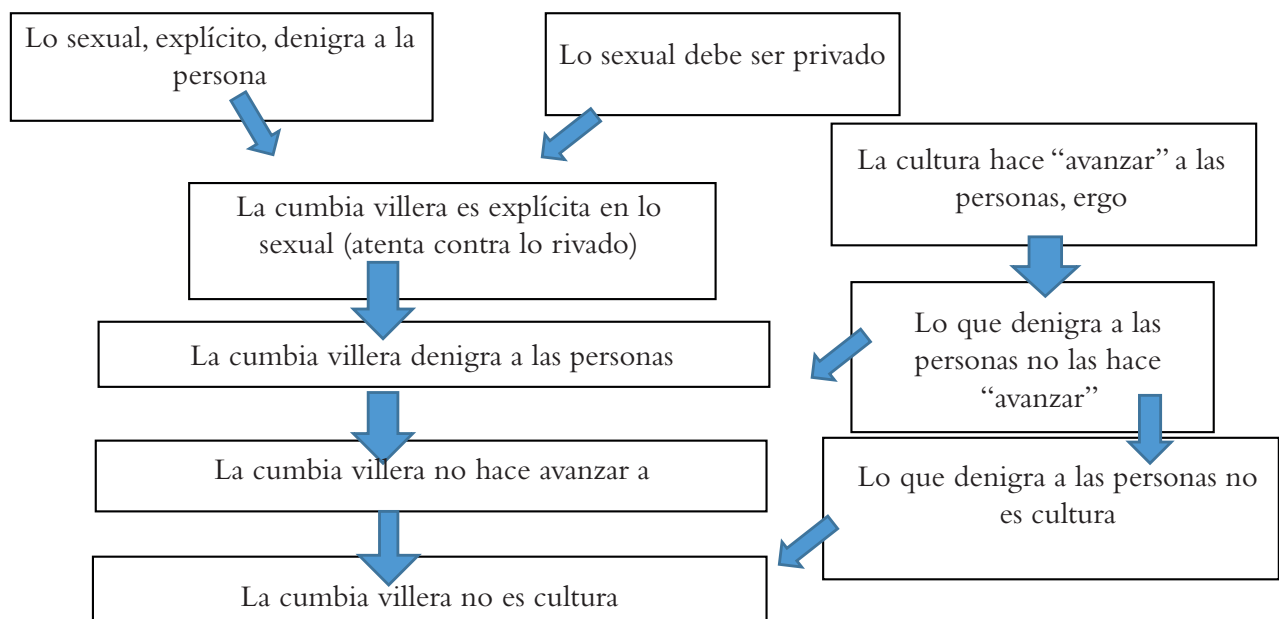 Lo sexual, explícito, denigra a la
persona
Lo sexual debe ser privado
La cultura hace “avanzar” a las
personas, ergo
La cumbia villera es explícita en lo
sexual (atenta contra lo rivado)
Lo que denigra a las
personas no las hace
“avanzar”
La cumbia villera denigra a las personas
La cumbia villera no hace avanzar a
Lo que denigra a las personas no
es cultura
La cumbia villera no es cultura